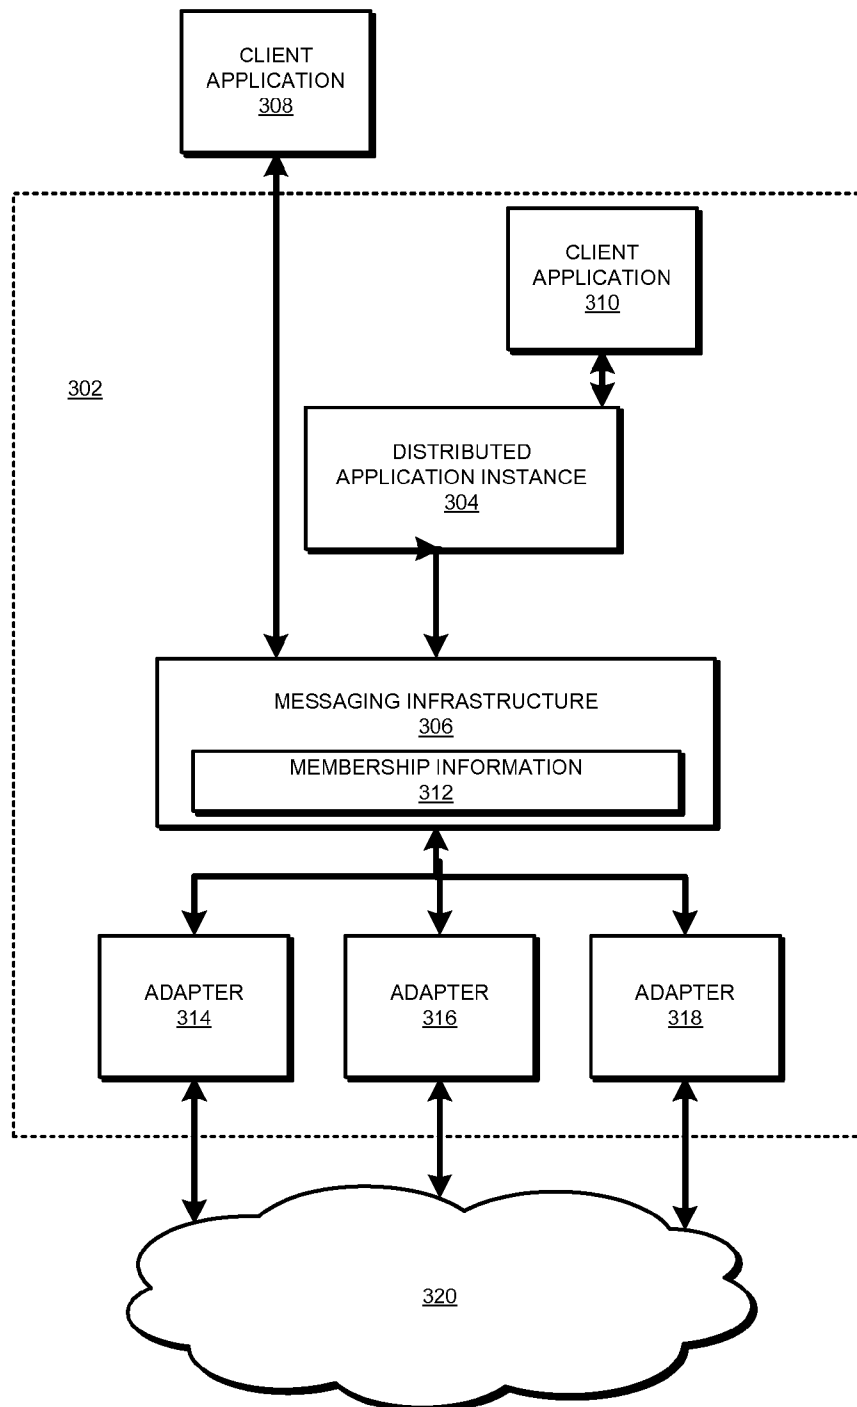 CLIENT
APPLICATION
308
CLIENT
APPLICATION
310
302
DISTRIBUTED
APPLICATION INSTANCE
304
MESSAGING INFRASTRUCTURE
306
MEMBERSHIP INFORMATION
312
ADAPTER
314
ADAPTER
316
ADAPTER
318
320